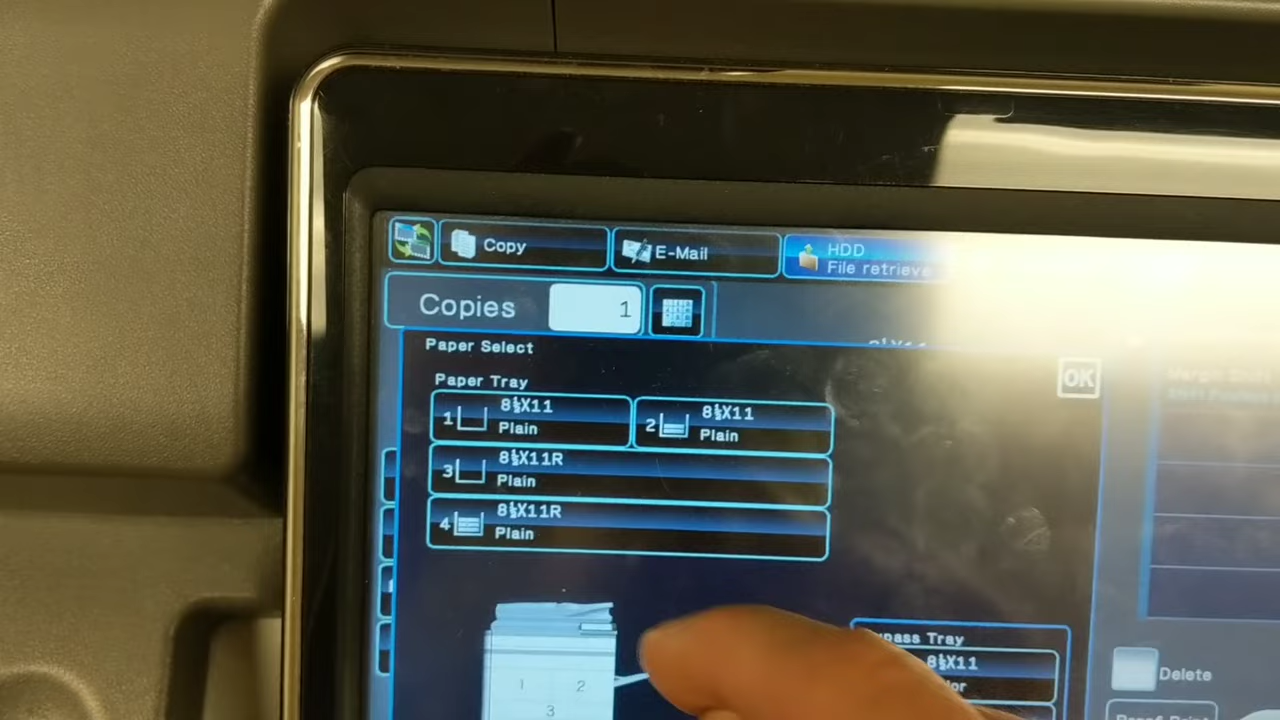 Copy
E-Mail
HDD
File retrieve
Copies
1
Paper Select
OK
Paper Tray
1
8½X11
Plain
2
8½X11
Plain
3
8½X11R
Plain
4
8½X11R
Plain
Tray
8½X11
1
2
3
Delete